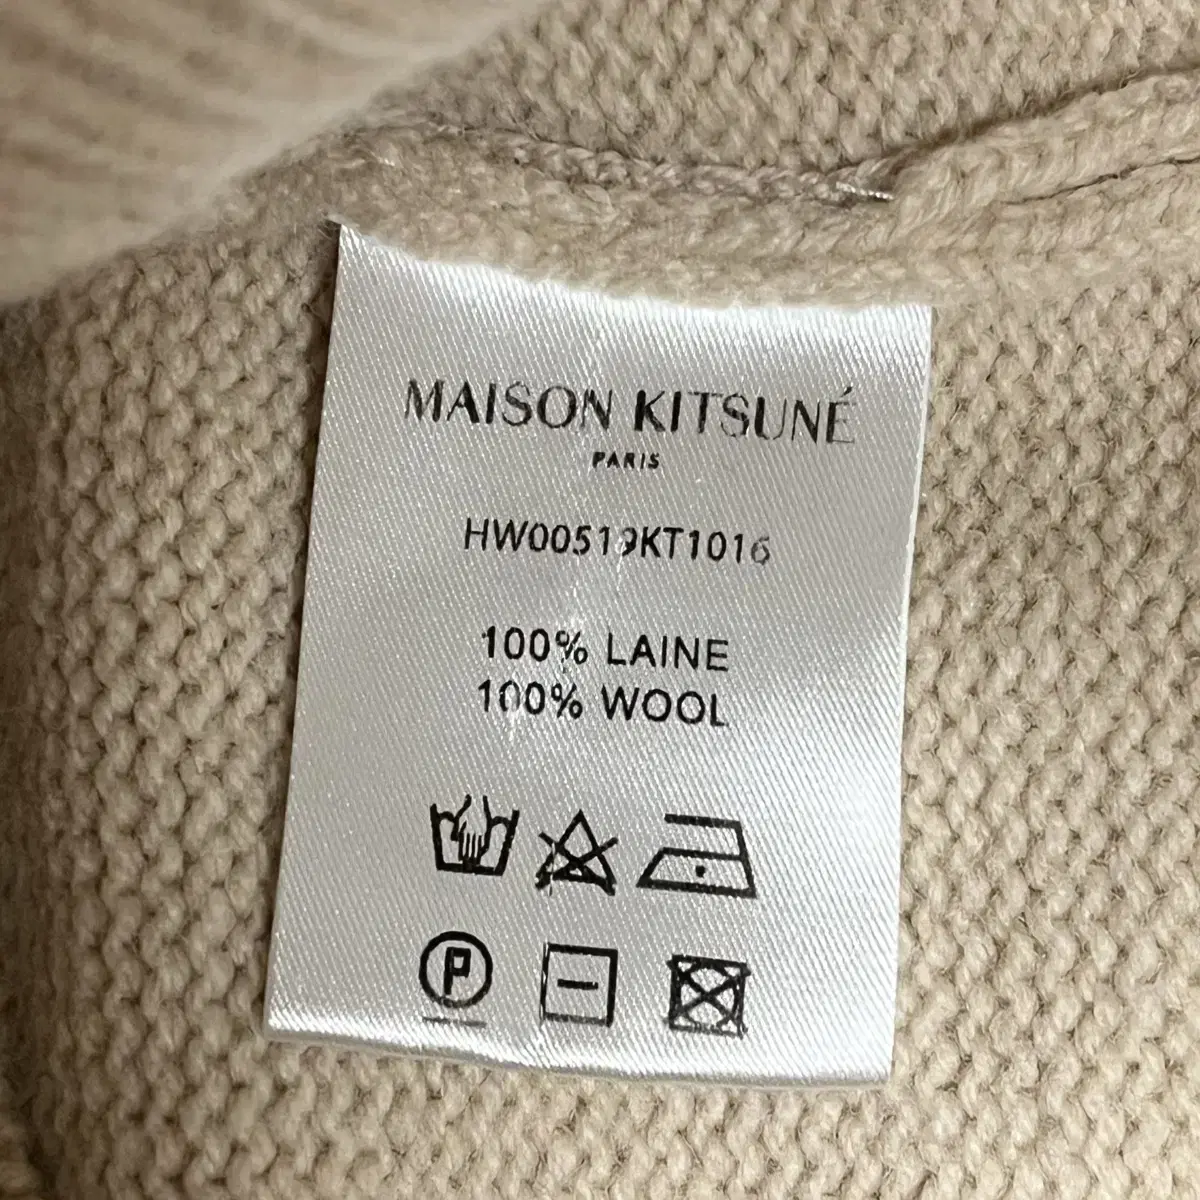 MAISON KITSUNÉ
PARIS
HW00519KT1016
100% LAINE
100% WOOL
P